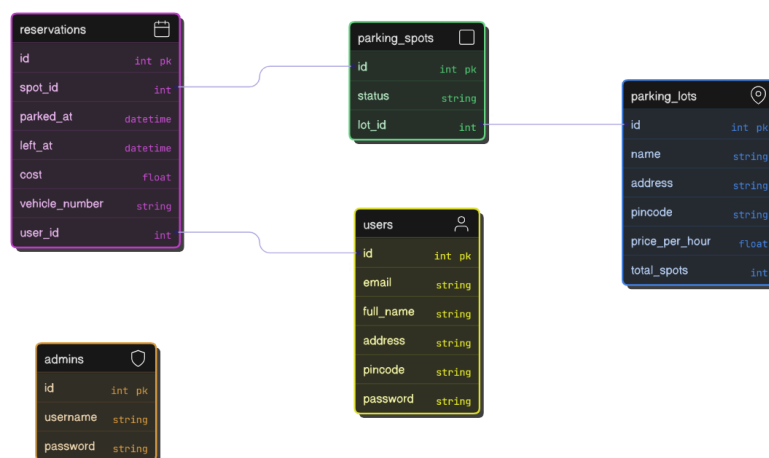 reservations
id int pk
spot_id int
parked_at datetime
left_at datetime
cost float
vehicle_number string
user_id int
parking_spots
id int pk
status string
lot_id int
parking_lots
id int pk
name string
address string
pincode string
price_per_hour float
total_spots int
users
id int pk
email string
full_name string
address string
pincode string
password string
admins
id int pk
username string
password string